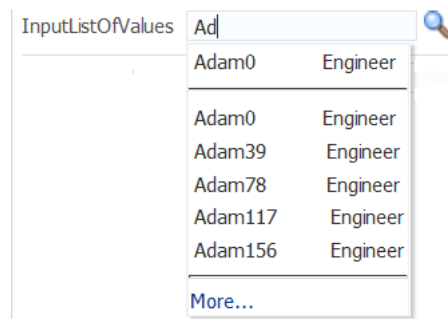 InputListOfValues Ad
Adam0 Engineer
Adam0 Engineer
Adam39 Engineer
Adam78 Engineer
Adam117 Engineer
Adam156 Engineer
More...